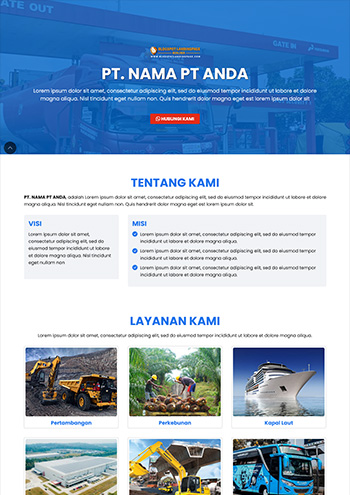 GATE IN
PT. NAMA PT ANDA
Lorem ipsum dolor sit amet, consectetur adipiscing elit, sed do eiusmod tempor incididunt ut labore et dolore
magna aliqua. Nisl tincidunt eget nullam non. Quis hendrerit dolor magna eget est lorem ipsum dolor sit
HUBUNGI KAMI
TENTANG KAMI
PT. NAMA PT ANDA, adalah Lorem ipsum dolor sit amet, consectetur adipiscing elit, sed do eiusmod tempor incididunt ut labore et dolore
magna aliqua. Nisl tincidunt eget nullam non. Quis hendrerit dolor magna eget est lorem ipsum dolor sit.
VISI
Lorem ipsum dolor sit amet,
consectetur adipiscing elit, sed do
eiusmod tempor incididunt ut labore
et dolore magna aliqua. Nisl tincidunt
eget nullam non
MISI
Lorem ipsum dolor sit amet, consectetur adipiscing elit, sed do eiusmod tempor
incididunt ut labore et dolore magna aliqua.
Lorem ipsum dolor sit amet, consectetur adipiscing elit, sed do eiusmod tempor
incididunt ut labore et dolore magna aliqua.
Lorem ipsum dolor sit amet, consectetur adipiscing elit, sed do eiusmod tempor
incididunt ut labore et dolore magna aliqua.
LAYANAN KAMI
Lorem ipsum dolor sit amet, consectetur adipiscing elit, sed do eiusmod tempor incididunt ut labore et dolore magna aliqua.
Pertambangan
Perkebunan
Kapal Laut